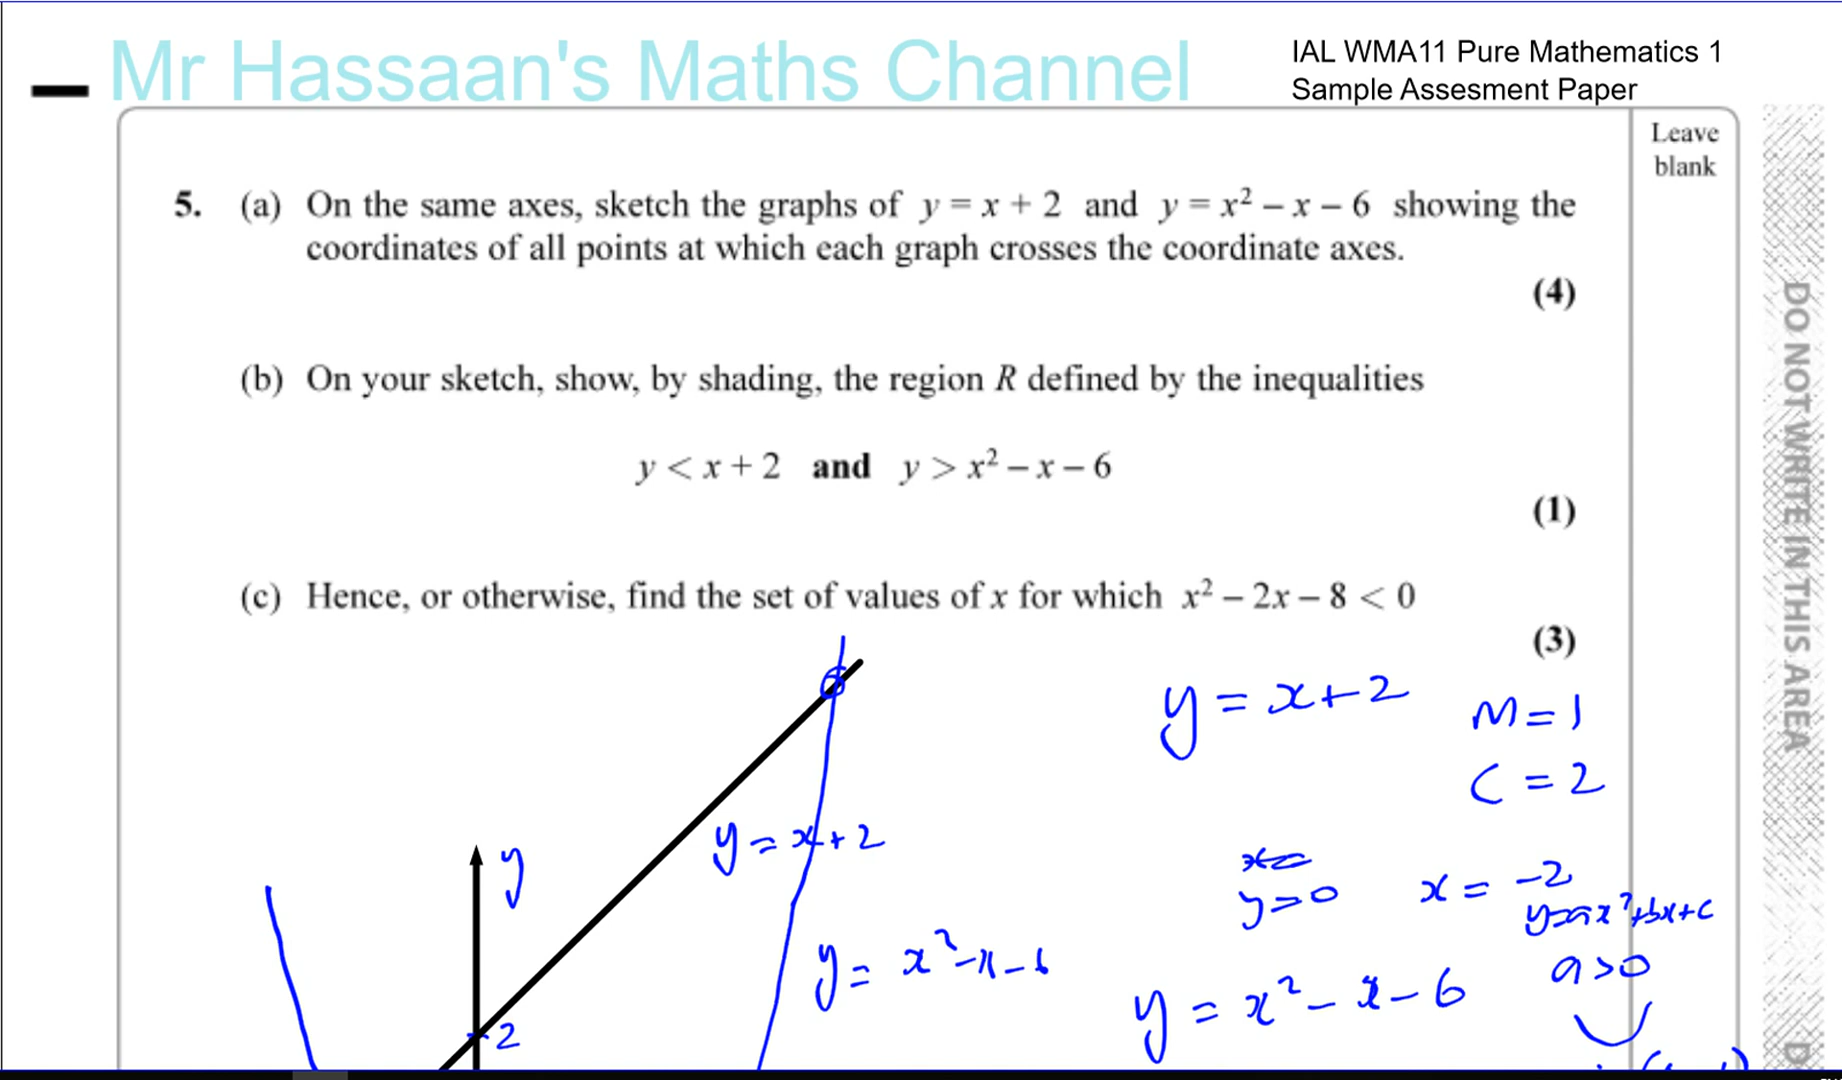 Mr Hassaan's Maths Channel
IAL WMA11 Pure Mathematics 1
Sample Assesment Paper
Leave
blank
5. (a) On the same axes, sketch the graphs of y = x + 2 and y = x² – x – 6 showing the
coordinates of all points at which each graph crosses the coordinate axes.
(4)
(b) On your sketch, show, by shading, the region R defined by the inequalities
y < x + 2 and y > x² – x – 6
(1)
(c) Hence, or otherwise, find the set of values of x for which x² – 2x – 8 < 0
(3)
y = x+2
M = 1
C = 2
y = x+2
y
y=0
x = -2
y=ax²+bx+c
y = x²-x-6
a>0
y = x²-x-6
2
DO NOT WRITE IN THIS AREA
D